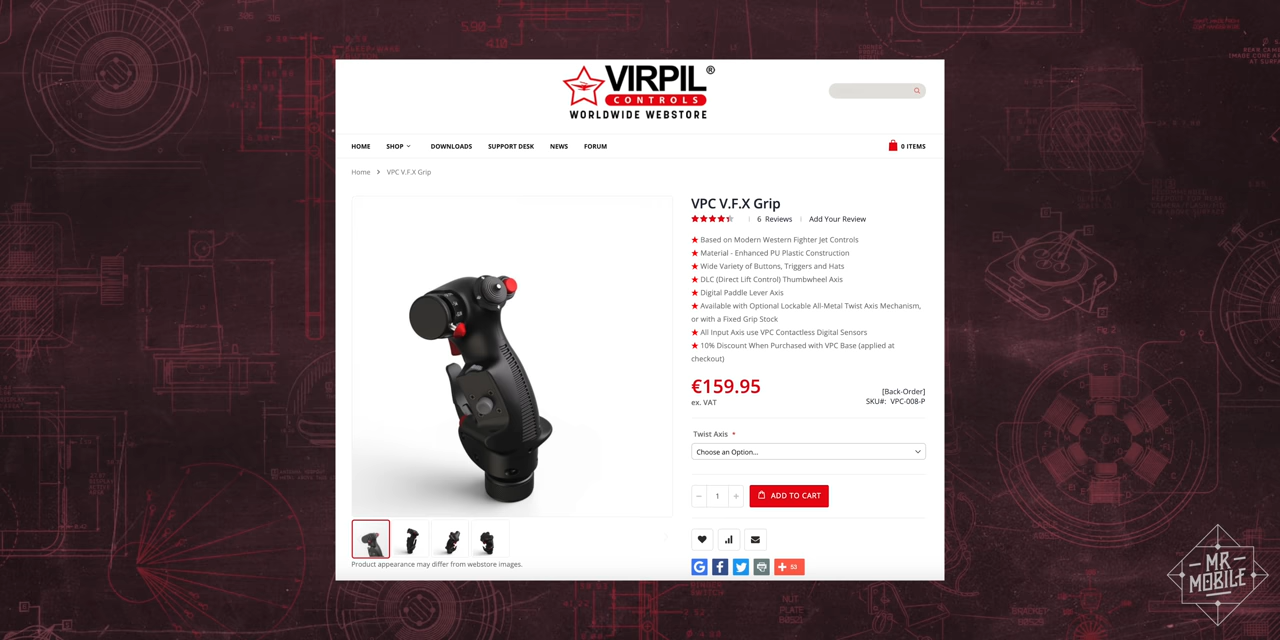 VIRPIL®
CONTROLS
WORLDWIDE WEBSTORE
HOME SHOP DOWNLOADS SUPPORT DESK NEWS FORUM 0 ITEMS
Home > VPC V.F.X Grip
VPC V.F.X Grip
6 Reviews | Add Your Review
★ Based on Modern Western Fighter Jet Controls
★ Material - Enhanced PU Plastic Construction
★ Wide Variety of Buttons, Triggers and Hats
★ DLC (Direct Lift Control) Thumbwheel Axis
★ Digital Paddle Lever Axis
★ Available with Optional Lockable All-Metal Twist Axis Mechanism,
or with a Fixed Grip Stock
★ All Input Axis use VPC Contactless Digital Sensors
★ 10% Discount When Purchased with VPC Base (applied at
checkout)
€159.95
ex. VAT
[Back-Order]
SKU#: VPC-008-P
Twist Axis *
Choose an Option...
− 1 +
ADD TO CART
G f + 53
Product appearance may differ from webstore images.
MR
MOBILE
5.90
410
NUT
PLATE